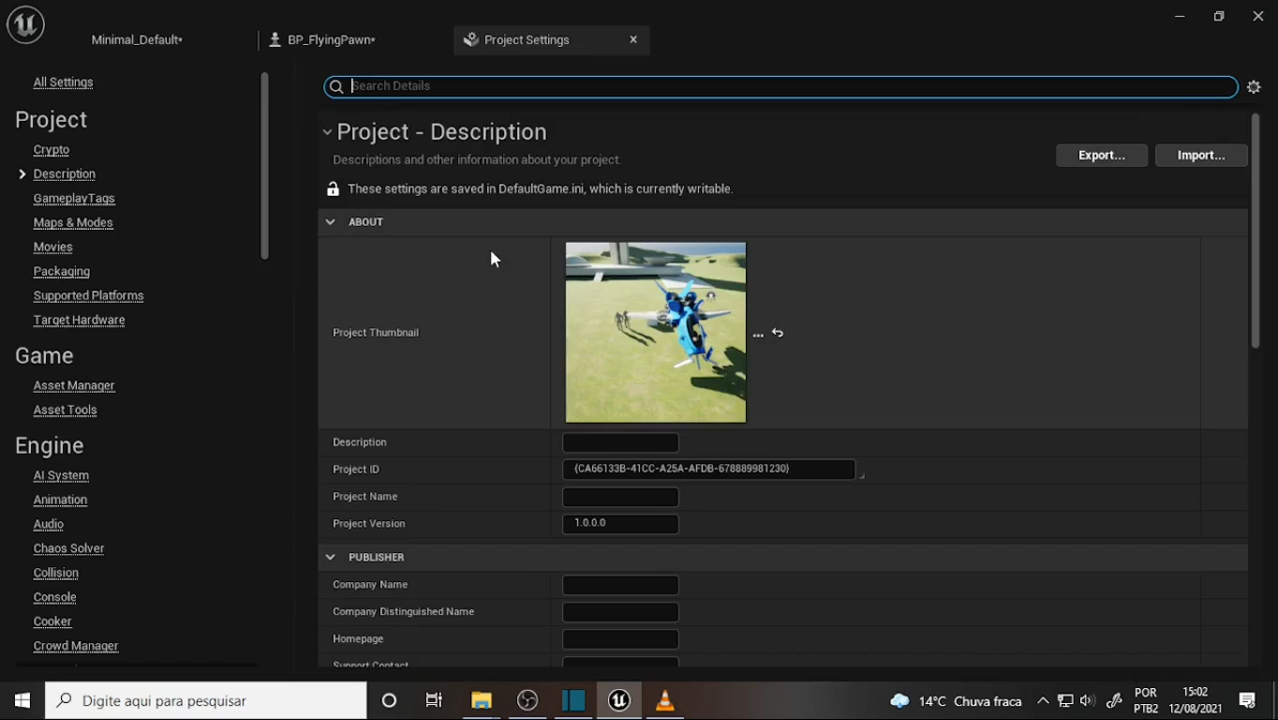 Minimal_Default*
BP_FlyingPawn*
Project Settings
All Settings
Project
Crypto
Description
GameplayTags
Maps & Modes
Movies
Packaging
Supported Platforms
Target Hardware
Game
Asset Manager
Asset Tools
Engine
AI System
Animation
Audio
Chaos Solver
Collision
Console
Cooker
Crowd Manager
Search Details
Project - Description
Descriptions and other information about your project.
Export...
Import...
These settings are saved in DefaultGame.ini, which is currently writable.
ABOUT
Project Thumbnail
Description
Project ID
{CA66133B-41CC-A25A-AFDB-678889981230}
Project Name
Project Version
1.0.0.0
PUBLISHER
Company Name
Company Distinguished Name
Homepage
Support Contact
Digite aqui para pesquisar
14°C Chuva fraca
POR
PTB2
15:02
12/08/2021